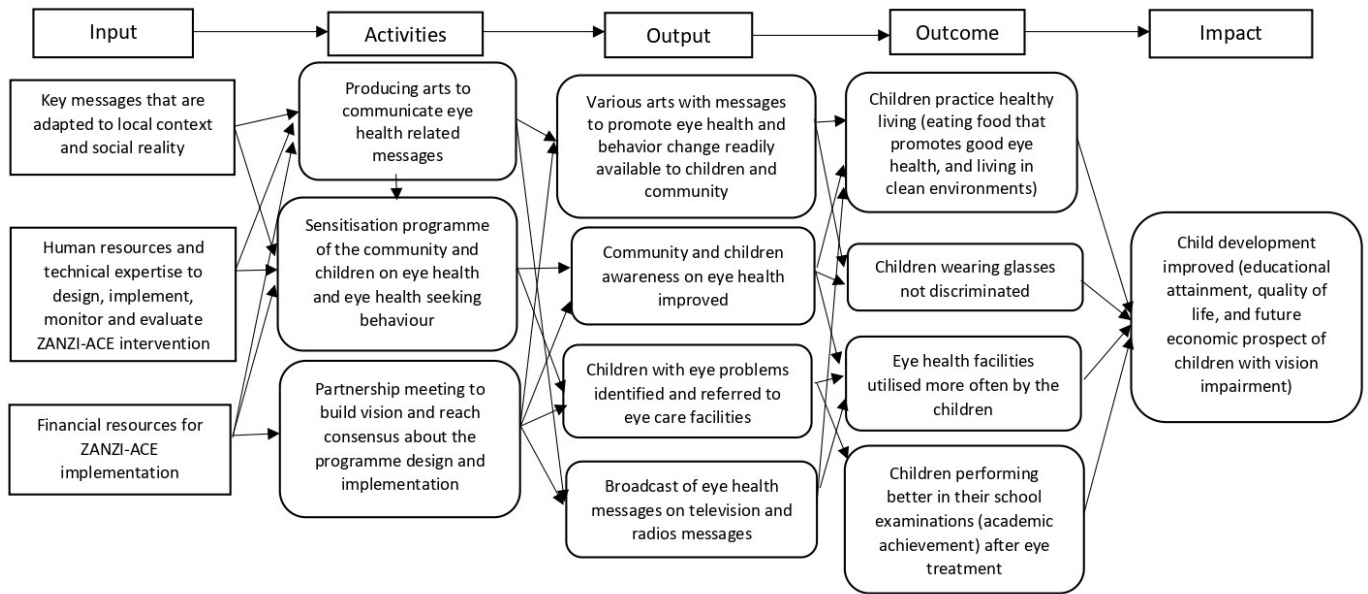 Input
Activities
Output
Outcome
Impact
Key messages that are
adapted to local context
and social reality
Human resources and
technical expertise to
design, implement,
monitor and evaluate
ZANZI-ACE intervention
Financial resources for
ZANZI-ACE
implementation
Producing arts to
communicate eye
health related
messages
Sensitisation programme
of the community and
children on eye health
and eye health seeking
behaviour
Partnership meeting to
build vision and reach
consensus about the
programme design and
implementation
Various arts with messages
to promote eye health and
behavior change readily
available to children and
community
Community and children
awareness on eye health
improved
Children with eye problems
identified and referred to
eye care facilities
Broadcast of eye health
messages on television and
radios messages
Children practice healthy
living (eating food that
promotes good eye
health, and living in
clean environments)
Children wearing glasses
not discriminated
Eye health facilities
utilised more often by the
children
Children performing
better in their school
examinations (academic
achievement) after eye
treatment
Child development
improved (educational
attainment, quality of
life, and future
economic prospect of
children with vision
impairment)